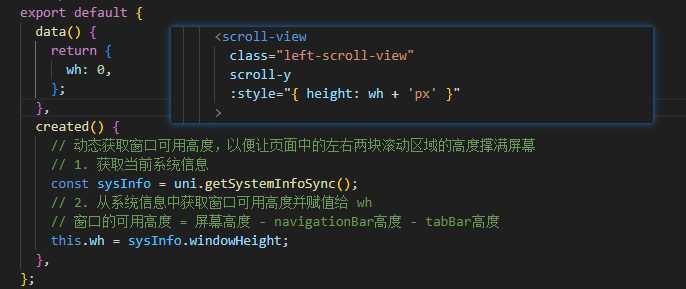 export default {
data() {
return {
wh: 0,
};
},
<scroll-view
class="left-scroll-view"
scroll-y
:style="{ height: wh + 'px' }"
>
created() {
// 动态获取窗口可用高度，以便让页面中的左右两块滚动区域的高度撑满屏幕
// 1. 获取当前系统信息
const sysInfo = uni.getSystemInfoSync();
// 2. 从系统信息中获取窗口可用高度并赋值给 wh
// 窗口的可用高度 = 屏幕高度 - navigationBar高度 - tabBar高度
this.wh = sysInfo.windowHeight;
},
};